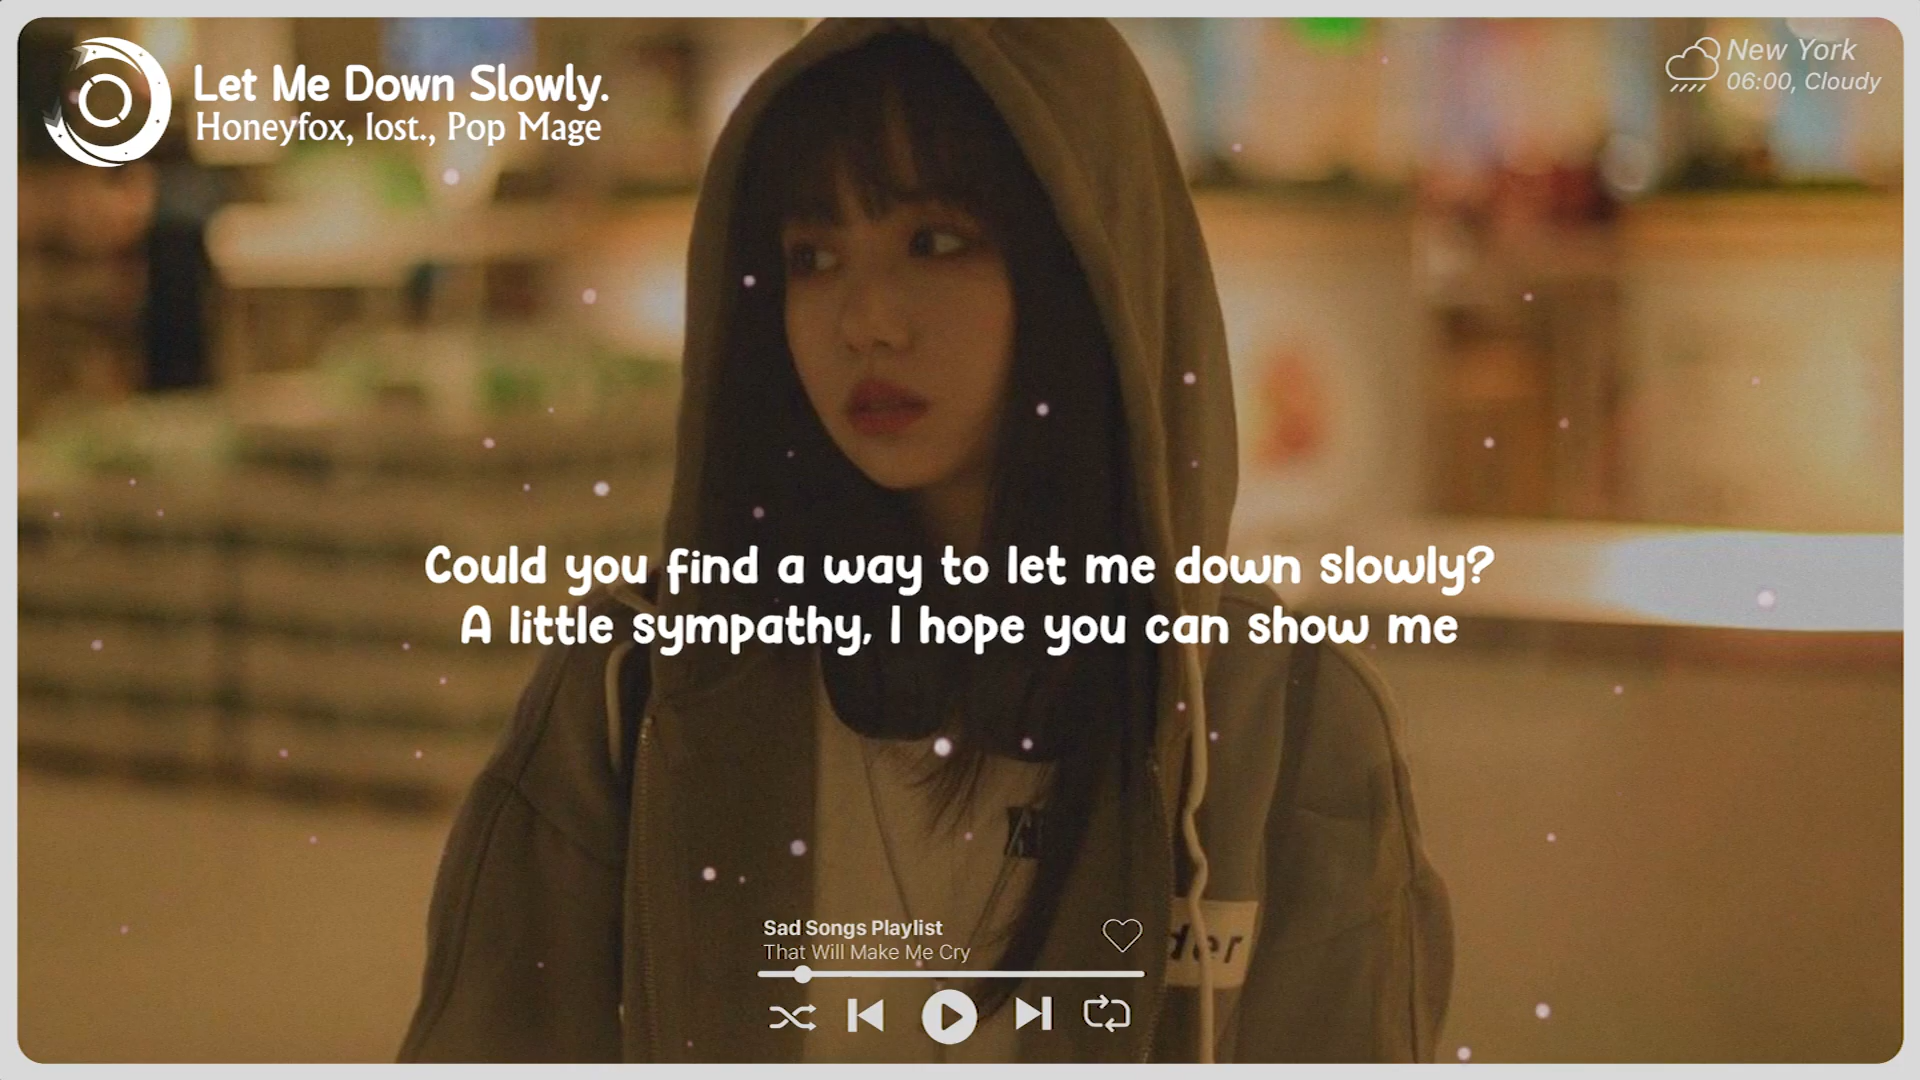 Let Me Down Slowly.
Honeyfox, lost., Pop Mage
New York
06:00, Cloudy
Could you find a way to let me down slowly?
A little sympathy, I hope you can show me
Sad Songs Playlist
That Will Make Me Cry
der